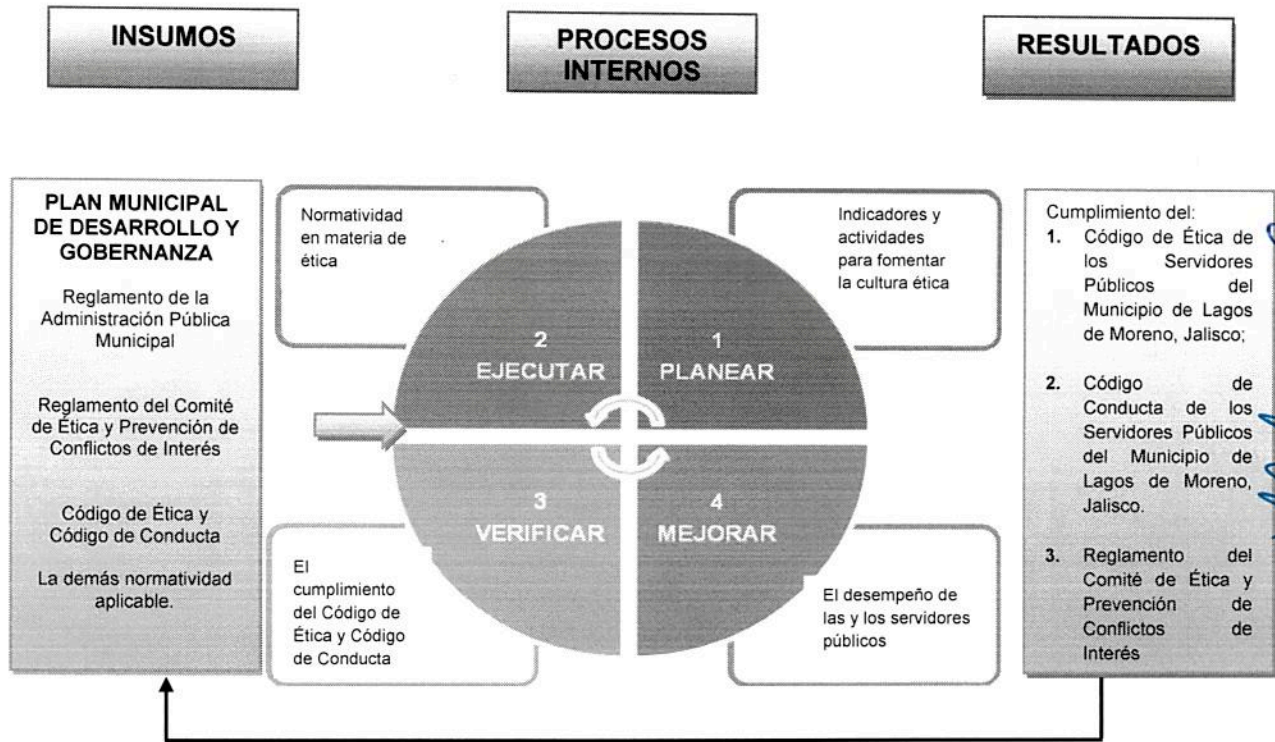 INSUMOS
PROCESOS
INTERNOS
RESULTADOS
PLAN MUNICIPAL
DE DESARROLLO Y
GOBERNANZA
Reglamento de la
Administración Pública
Municipal
Reglamento del Comité
de Ética y Prevención de
Conflictos de Interés
Código de Ética y
Código de Conducta
La demás normatividad
aplicable.
Normatividad
en materia de
ética
Indicadores y
actividades
para fomentar
la cultura ética
2
EJECUTAR
1
PLANEAR
3
VERIFICAR
4
MEJORAR
El
cumplimiento
del Código de
Ética y Código
de Conducta
El desempeño de
las y los servidores
públicos
Cumplimiento del:
1. Código de Ética de
los Servidores
Públicos del
Municipio de Lagos
de Moreno, Jalisco;
2. Código de
Conducta de los
Servidores Públicos
del Municipio de
Lagos de Moreno,
Jalisco.
3. Reglamento del
Comité de Ética y
Prevención de
Conflictos de
Interés